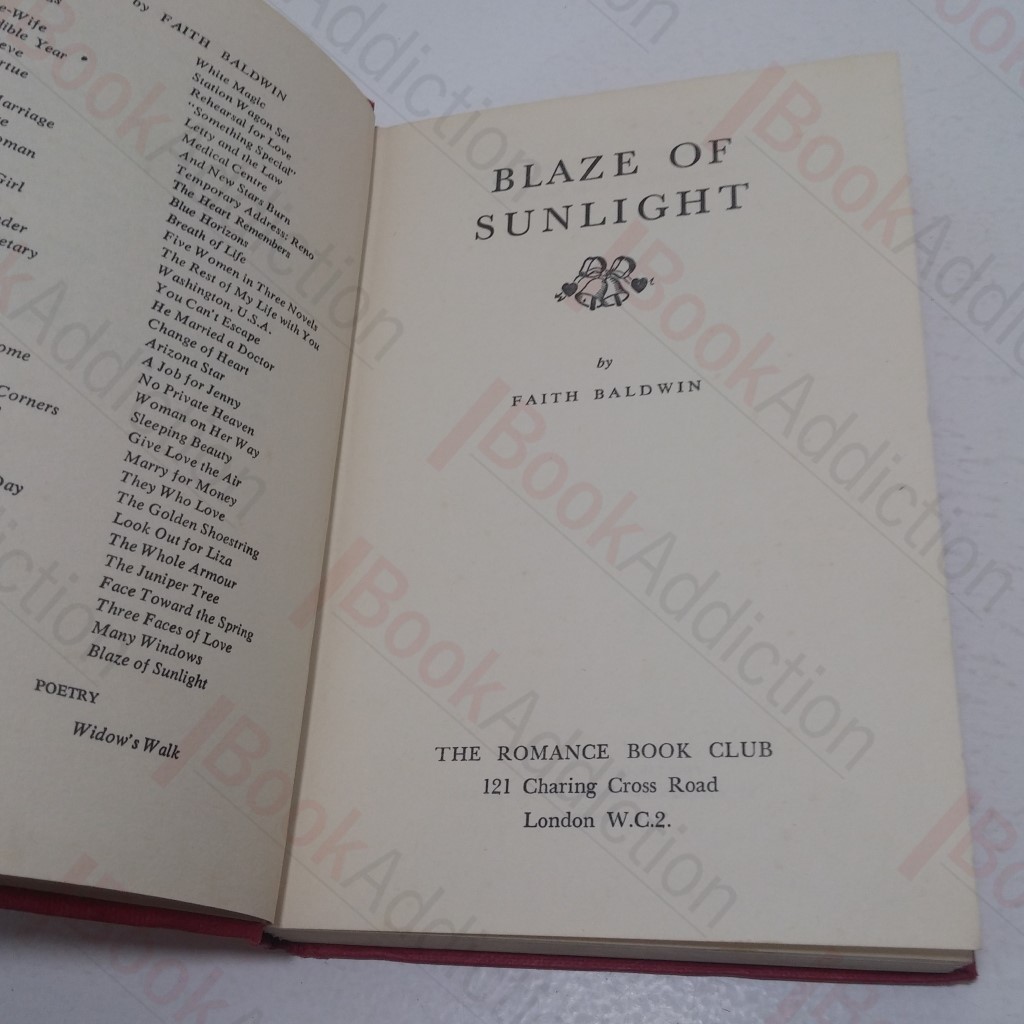 by FAITH BALDWIN
e-Wife
dible Year
eve
rtue
Marriage
oman
Girl
nder
etary
ome
Corners
Day
White Magic
Station Wagon Set
Rehearsal for Love
"Something Special"
Letty and the Law
Medical Centre
And New Stars Burn
Temporary Address: Reno
The Heart Remembers
Blue Horizons
Breath of Life
Five Women in Three Novels
The Rest of My Life with You
Washington, U.S.A.
You Can't Escape
He Married a Doctor
Change of Heart
Arizona Star
A Job for Jenny
No Private Heaven
Woman on Her Way
Sleeping Beauty
Give Love the Air
Marry for Money
They Who Love
The Golden Shoestring
Look Out for Liza
The Whole Armour
The Juniper Tree
Face Toward the Spring
Three Faces of Love
Many Windows
Blaze of Sunlight
POETRY
Widow's Walk
BLAZE OF
SUNLIGHT
by
FAITH BALDWIN
THE ROMANCE BOOK CLUB
121 Charing Cross Road
London W.C.2.
BookAddiction